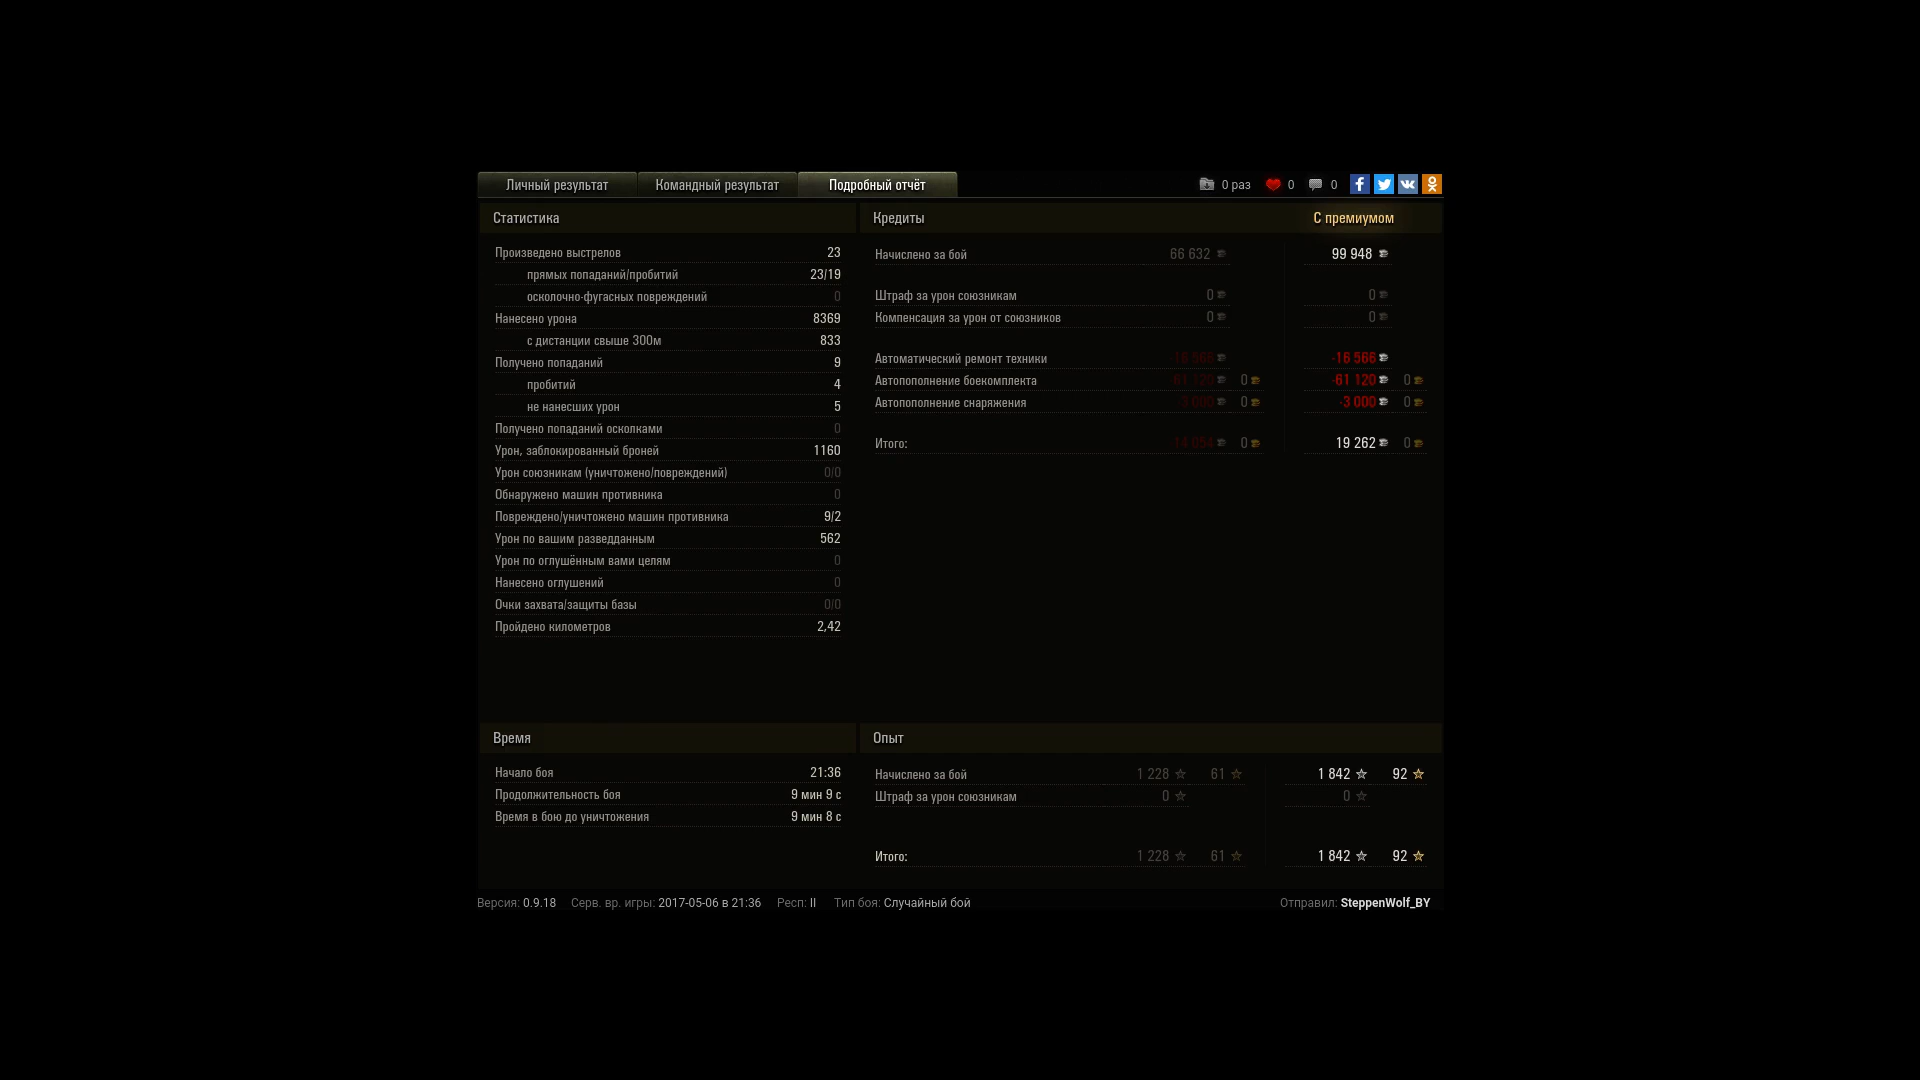 Личный результат Командный результат Подробный отчёт 0 раз 0 0
Статистика
Произведено выстрелов 23
прямых попаданий/пробитий 23/19
осколочно-фугасных повреждений 0
Нанесено урона 8369
с дистанции свыше 300м 833
Получено попаданий 9
пробитий 4
не нанесших урон 5
Получено попаданий осколками 0
Урон, заблокированный броней 1160
Урон союзникам (уничтожено/повреждений) 0/0
Обнаружено машин противника 0
Повреждено/уничтожено машин противника 9/2
Урон по вашим разведданным 562
Урон по оглушённым вами целям 0
Нанесено оглушений 0
Очки захвата/защиты базы 0/0
Пройдено километров 2,42
Кредиты С премиумом
Начислено за бой 66 632 99 948
Штраф за урон союзникам 0 0
Компенсация за урон от союзников 0 0
Автоматический ремонт техники -16 566 -16 566
Автопополнение боекомплекта -61 120 0 -61 120 0
Автопополнение снаряжения -3 000 0 -3 000 0
Итого: -14 054 0 19 262 0
Время
Начало боя 21:36
Продолжительность боя 9 мин 9 с
Время в бою до уничтожения 9 мин 8 с
Опыт
Начислено за бой 1 228 61 1 842 92
Штраф за урон союзникам 0 0
Итого: 1 228 61 1 842 92
Версия: 0.9.18 Серв. вр. игры: 2017-05-06 в 21:36 Респ: II Тип боя: Случайный бой Отправил: SteppenWolf_BY